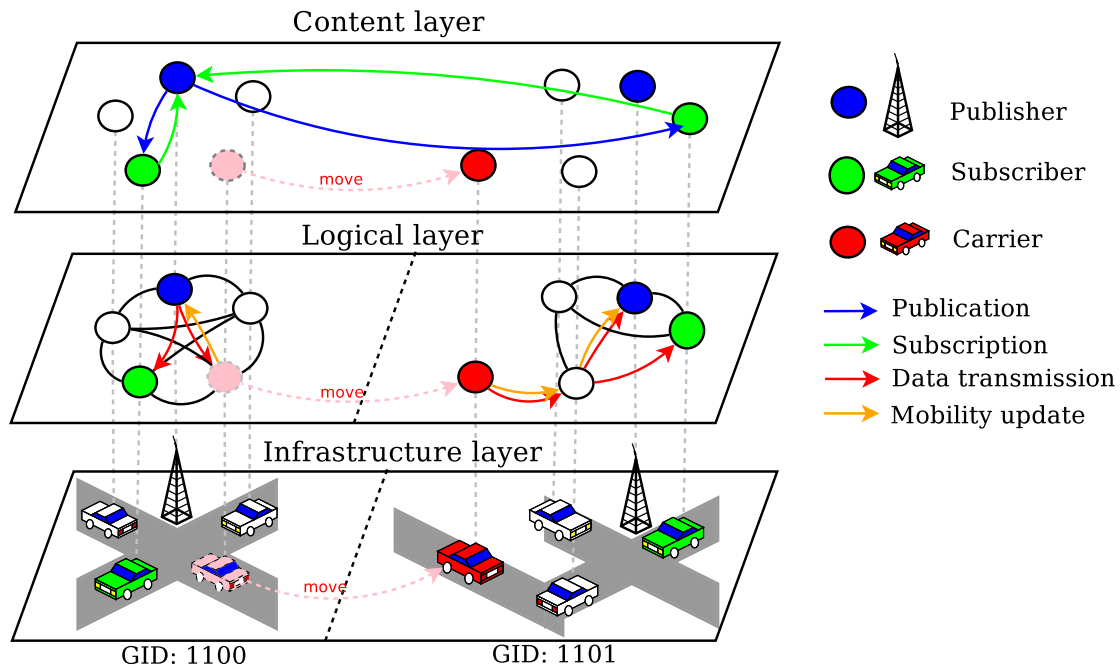 Content layer
move
Publisher
Subscriber
Carrier
Logical layer
move
Publication
Subscription
Data transmission
Mobility update
Infrastructure layer
move
GID: 1100
GID: 1101